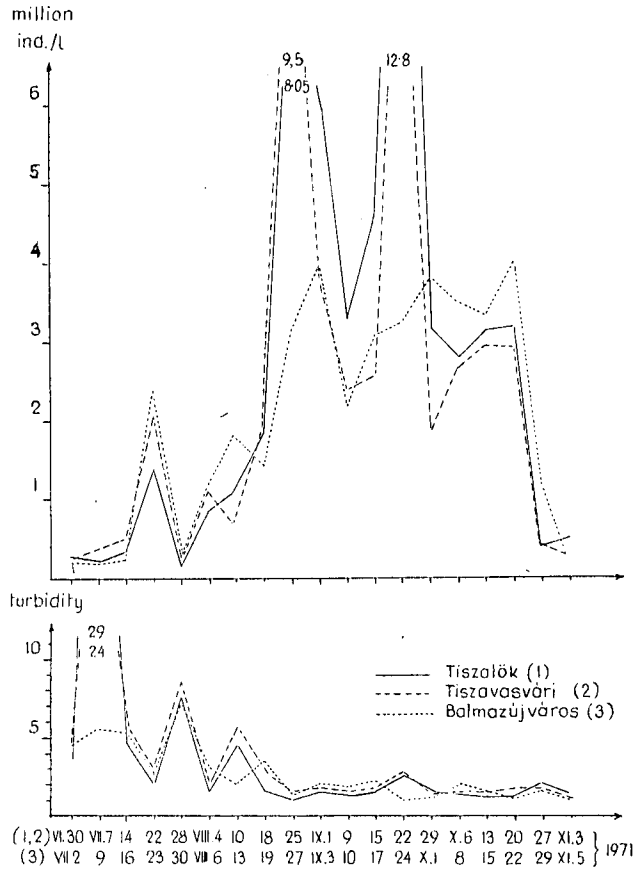 million
ind./l
9,5
8·05
12·8
6
5
4
3
2
1
turbidity
29
24
10
5
Tiszalök (1)
Tiszavasvári (2)
Balmazújváros (3)
(1,2) VI.30 VII.7 14 22 28 VIII.4 10 18 25 IX.1 9 15 22 29 X.6 13 20 27 XI.3
(3) VII 2 9 16 23 30 VIII 6 13 19 27 IX.3 10 17 24 X.1 8 15 22 29 XI.5
} 1971